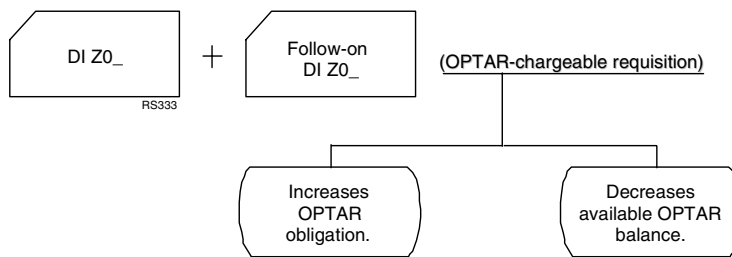 DI Z0_
RS333
+
Follow-on
DI Z0_
(OPTAR-chargeable requisition)
Increases
OPTAR
obligation.
Decreases
available OPTAR
balance.